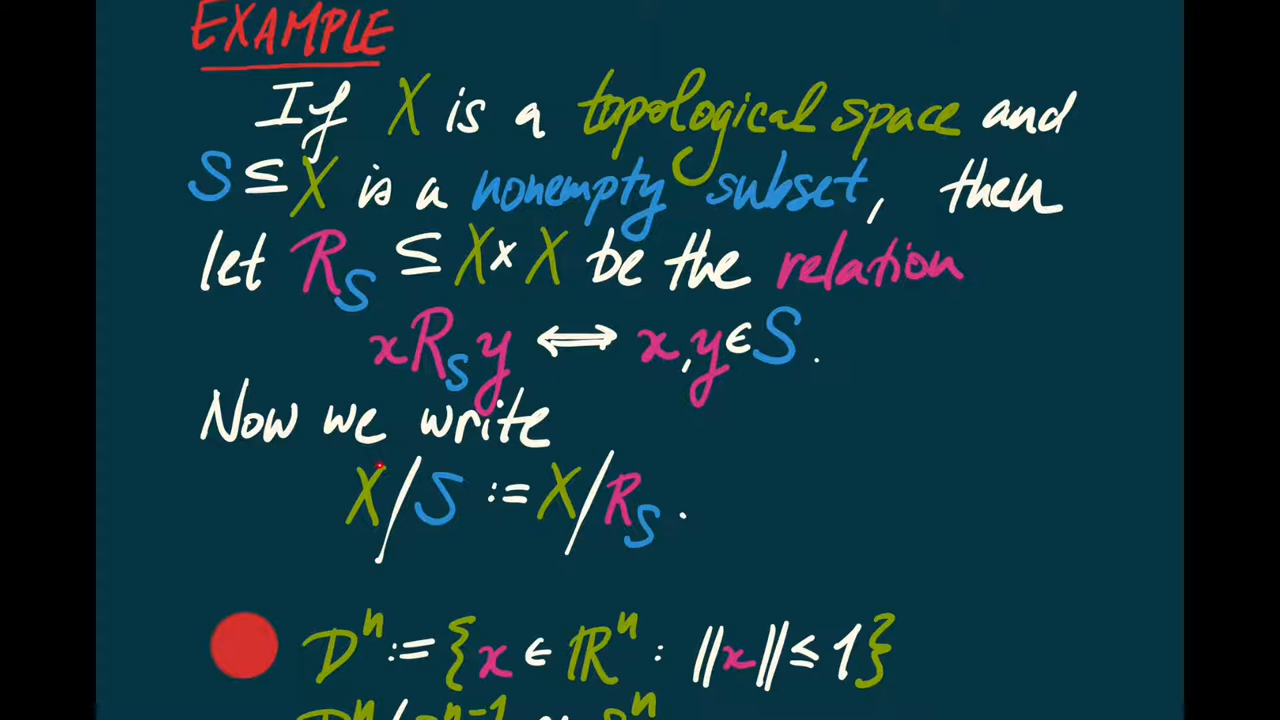 EXAMPLE
If X is a topological space and
S ⊆ X is a nonempty subset, then
let R_S ⊆ X × X be the relation
x R_S y ⟺ x, y ∈ S.
Now we write
X/S := X/R_S.
D^n := {x ∈ ℝ^n : ||x|| ≤ 1}